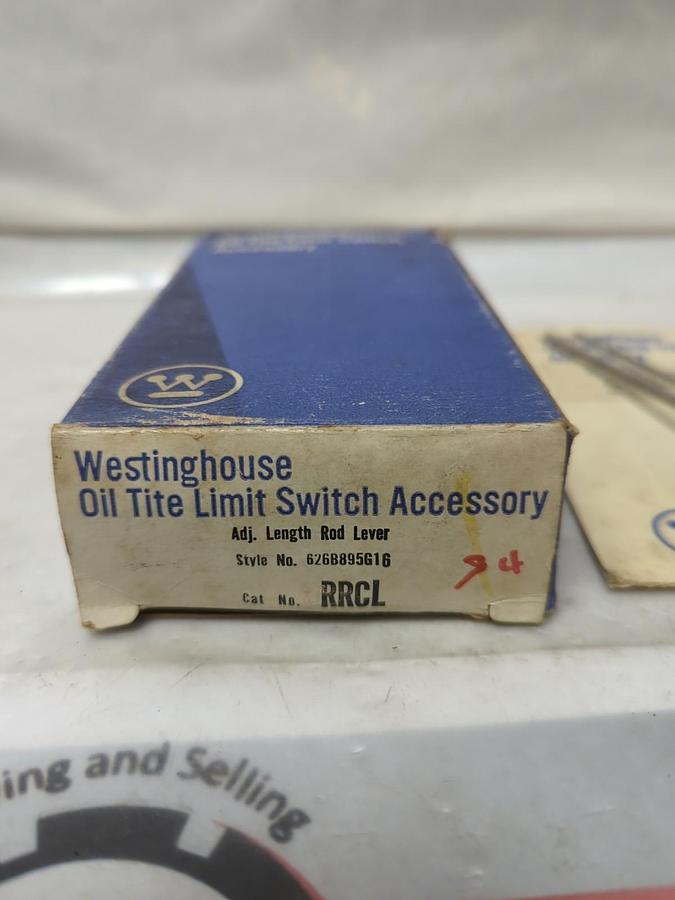 W
Westinghouse
Oil Tite Limit Switch Accessory
Adj. Length Rod Lever
Style No. 626B895G16
Cat No. RRCL
94
ing and Selling